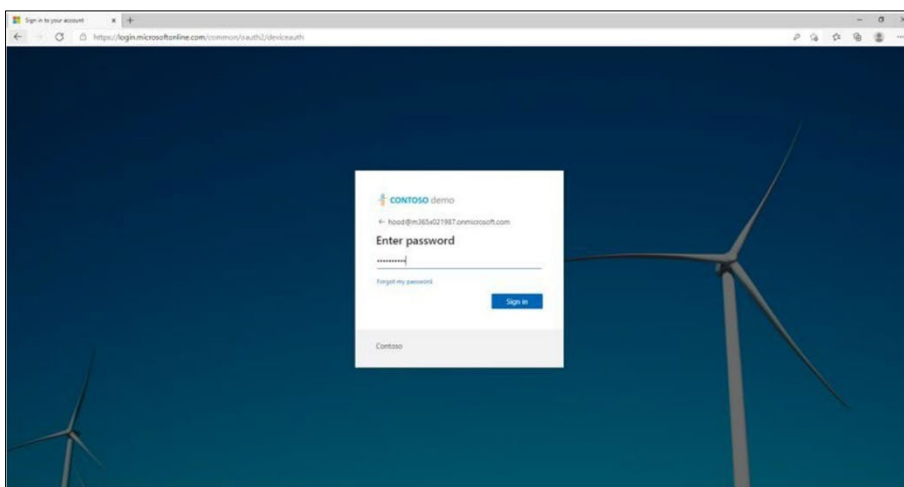 Sign in to your account
https://login.microsoftonline.com/common/oauth2/deviceauth
CONTOSO demo
hood@m365x021987.onmicrosoft.com
Enter password
Forgot my password
Sign in
Contoso